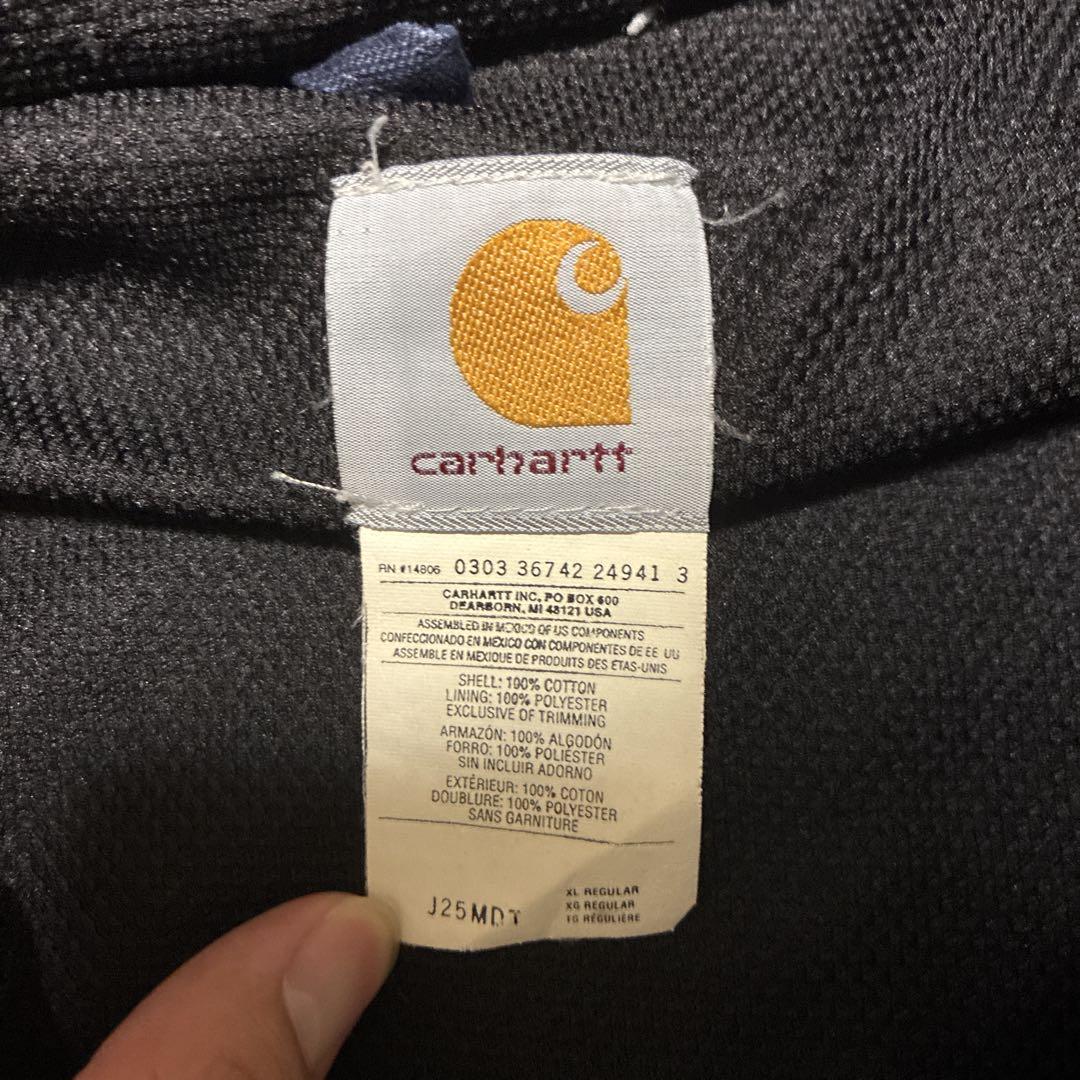 carhartt
RN #14806 0303 36742 24941 3
CARHARTT INC, PO BOX 600
DEARBORN, MI 48121 USA
ASSEMBLED IN MEXICO OF US COMPONENTS
CONFECCIONADO EN MEXICO CON COMPONENTES DE EE UU
ASSEMBLE EN MEXIQUE DE PRODUITS DES ÉTAS-UNIS
SHELL: 100% COTTON
LINING: 100% POLYESTER
EXCLUSIVE OF TRIMMING
ARMAZÓN: 100% ALGODÓN
FORRO: 100% POLIÉSTER
SIN INCLUIR ADORNO
EXTÉRIEUR: 100% COTON
DOUBLURE: 100% POLYESTER
SANS GARNITURE
J25MDT
XL REGULAR
XG REGULAR
TG RÉGULIÈRE